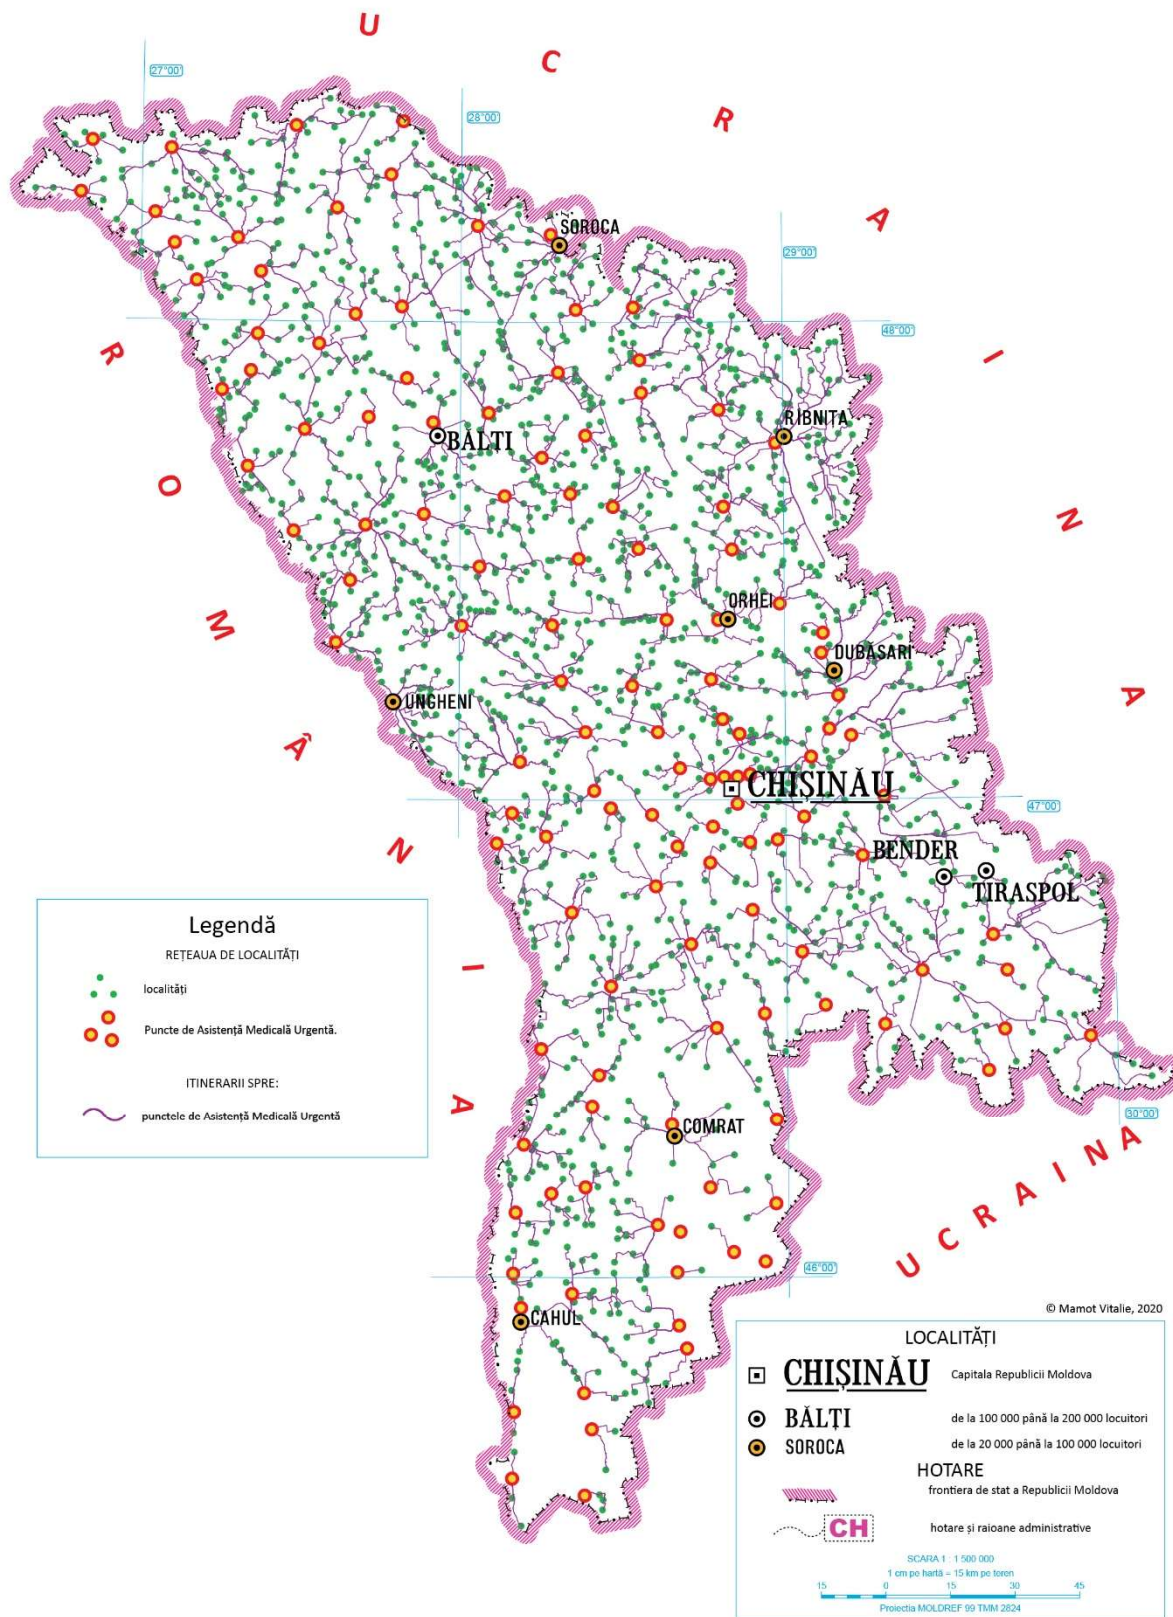 UCRAINA
27°00'
28°00'
SOROCA
29°00'
48°00'
ROMÂNIA
RÎBNIȚA
BĂLȚI
ORHEI
DUBĂSARI
UNGHENI
CHIȘINĂU
47°00'
BENDER
TIRASPOL
Legendă
REȚEAUA DE LOCALITĂȚI
localități
Puncte de Asistență Medicală Urgentă.
ITINERARII SPRE:
punctele de Asistență Medicală Urgentă
COMRAT
30°00'
UCRAINA
46°00'
CAHUL
© Mamot Vitalie, 2020
LOCALITĂȚI
CHIȘINĂU Capitala Republicii Moldova
BĂLȚI de la 100 000 până la 200 000 locuitori
SOROCA de la 20 000 până la 100 000 locuitori
HOTARE
frontiera de stat a Republicii Moldova
CH hotare și raioane administrative
SCARA 1 : 1 500 000
1 cm pe hartă = 15 km pe teren
15 0 15 30 45
Proiectia MOLDREF 99 TMM 2824